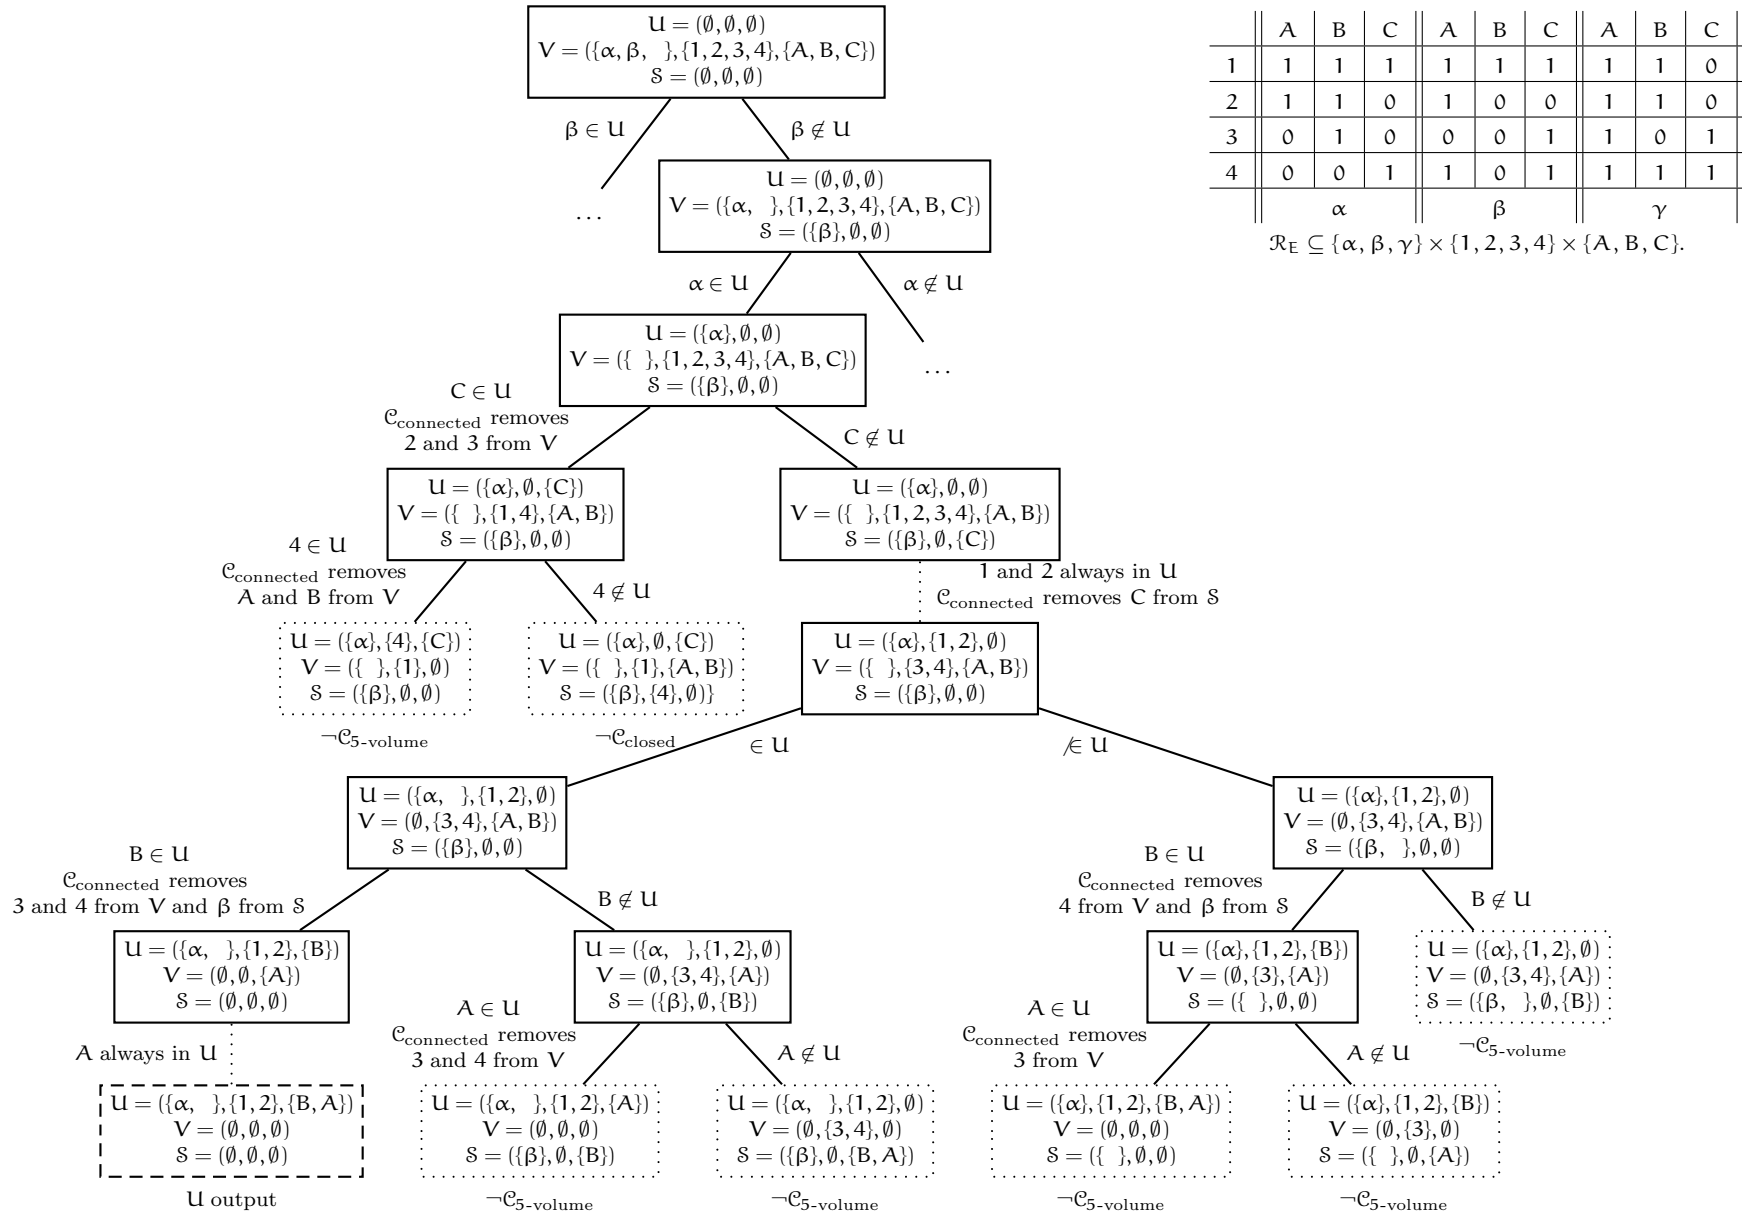 U = (∅, ∅, ∅)
V = ({α, β, }, {1, 2, 3, 4}, {A, B, C})
S = (∅, ∅, ∅)
A B C A B C A B C
1 1 1 1 1 1 1 1 1 0
2 1 1 0 1 0 0 1 1 0
3 0 1 0 0 0 1 1 0 1
4 0 0 1 1 0 1 1 1 1
α β γ
R_E ⊆ {α, β, γ} × {1, 2, 3, 4} × {A, B, C}.
β ∈ U
β ∉ U
...
U = (∅, ∅, ∅)
V = ({α, }, {1, 2, 3, 4}, {A, B, C})
S = ({β}, ∅, ∅)
α ∈ U
α ∉ U
U = ({α}, ∅, ∅)
V = ({ }, {1, 2, 3, 4}, {A, B, C})
S = ({β}, ∅, ∅)
...
C ∈ U
C_connected removes
2 and 3 from V
C ∉ U
U = ({α}, ∅, {C})
V = ({ }, {1, 4}, {A, B})
S = ({β}, ∅, ∅)
U = ({α}, ∅, ∅)
V = ({ }, {1, 2, 3, 4}, {A, B})
S = ({β}, ∅, {C})
4 ∈ U
C_connected removes
A and B from V
4 ∉ U
1 and 2 always in U
C_connected removes C from S
U = ({α}, {4}, {C})
V = ({ }, {1}, ∅)
S = ({β}, ∅, ∅)
¬C_5-volume
U = ({α}, ∅, {C})
V = ({ }, {1}, {A, B})
S = ({β}, {4}, ∅)}
¬C_closed
U = ({α}, {1, 2}, ∅)
V = ({ }, {3, 4}, {A, B})
S = ({β}, ∅, ∅)
∈ U
∉ U
U = ({α, }, {1, 2}, ∅)
V = (∅, {3, 4}, {A, B})
S = ({β}, ∅, ∅)
U = ({α}, {1, 2}, ∅)
V = (∅, {3, 4}, {A, B})
S = ({β, }, ∅, ∅)
B ∈ U
C_connected removes
3 and 4 from V and β from S
B ∉ U
B ∈ U
C_connected removes
4 from V and β from S
B ∉ U
U = ({α, }, {1, 2}, {B})
V = (∅, ∅, {A})
S = (∅, ∅, ∅)
U = ({α, }, {1, 2}, ∅)
V = (∅, {3, 4}, {A})
S = ({β}, ∅, {B})
U = ({α}, {1, 2}, {B})
V = (∅, {3}, {A})
S = ({ }, ∅, ∅)
U = ({α}, {1, 2}, ∅)
V = (∅, {3, 4}, {A})
S = ({β, }, ∅, {B})
¬C_5-volume
A always in U
A ∈ U
C_connected removes
3 and 4 from V
A ∉ U
A ∈ U
C_connected removes
3 from V
A ∉ U
U = ({α, }, {1, 2}, {B, A})
V = (∅, ∅, ∅)
S = (∅, ∅, ∅)
U output
U = ({α, }, {1, 2}, {A})
V = (∅, ∅, ∅)
S = ({β}, ∅, {B})
¬C_5-volume
U = ({α, }, {1, 2}, ∅)
V = (∅, {3, 4}, ∅)
S = ({β}, ∅, {B, A})
¬C_5-volume
U = ({α}, {1, 2}, {B, A})
V = (∅, ∅, ∅)
S = ({ }, ∅, ∅)
¬C_5-volume
U = ({α}, {1, 2}, {B})
V = (∅, {3}, ∅)
S = ({ }, ∅, {A})
¬C_5-volume